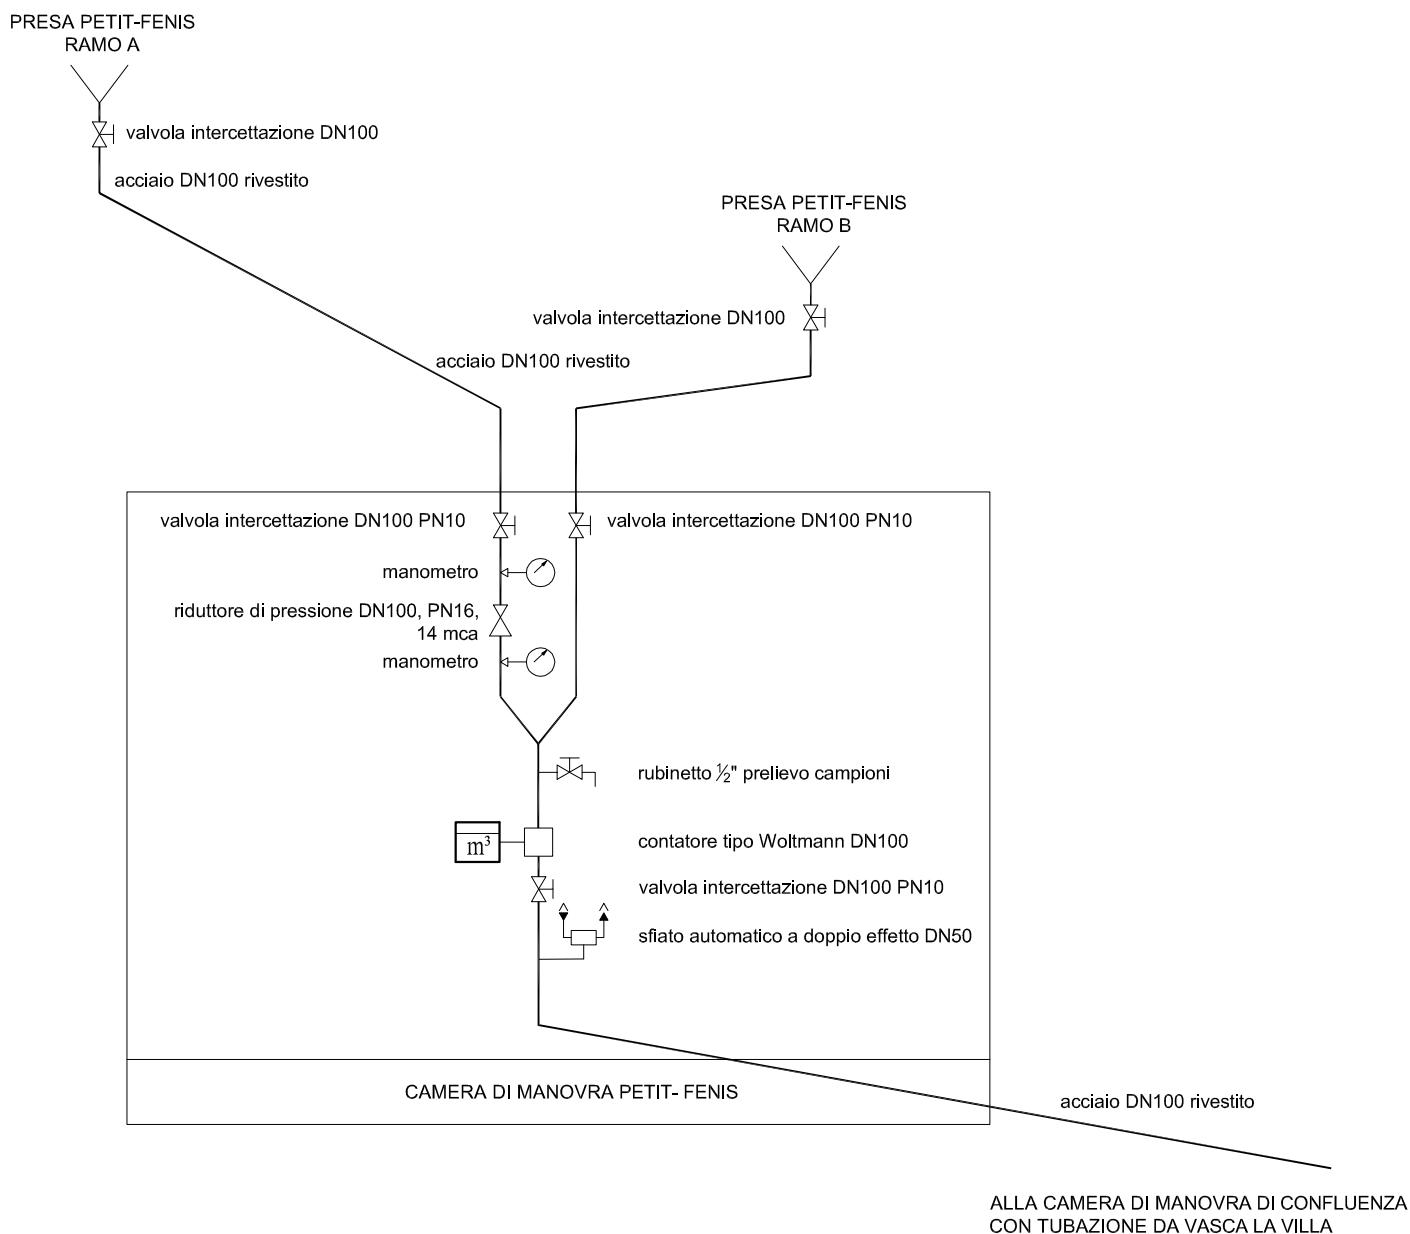 PRESA PETIT-FENIS
RAMO A
valvola intercettazione DN100
acciaio DN100 rivestito
PRESA PETIT-FENIS
RAMO B
valvola intercettazione DN100
acciaio DN100 rivestito
valvola intercettazione DN100 PN10
valvola intercettazione DN100 PN10
manometro
riduttore di pressione DN100, PN16,
14 mca
manometro
rubinetto ½" prelievo campioni
m³
contatore tipo Woltmann DN100
valvola intercettazione DN100 PN10
sfiato automatico a doppio effetto DN50
CAMERA DI MANOVRA PETIT- FENIS
acciaio DN100 rivestito
ALLA CAMERA DI MANOVRA DI CONFLUENZA
CON TUBAZIONE DA VASCA LA VILLA